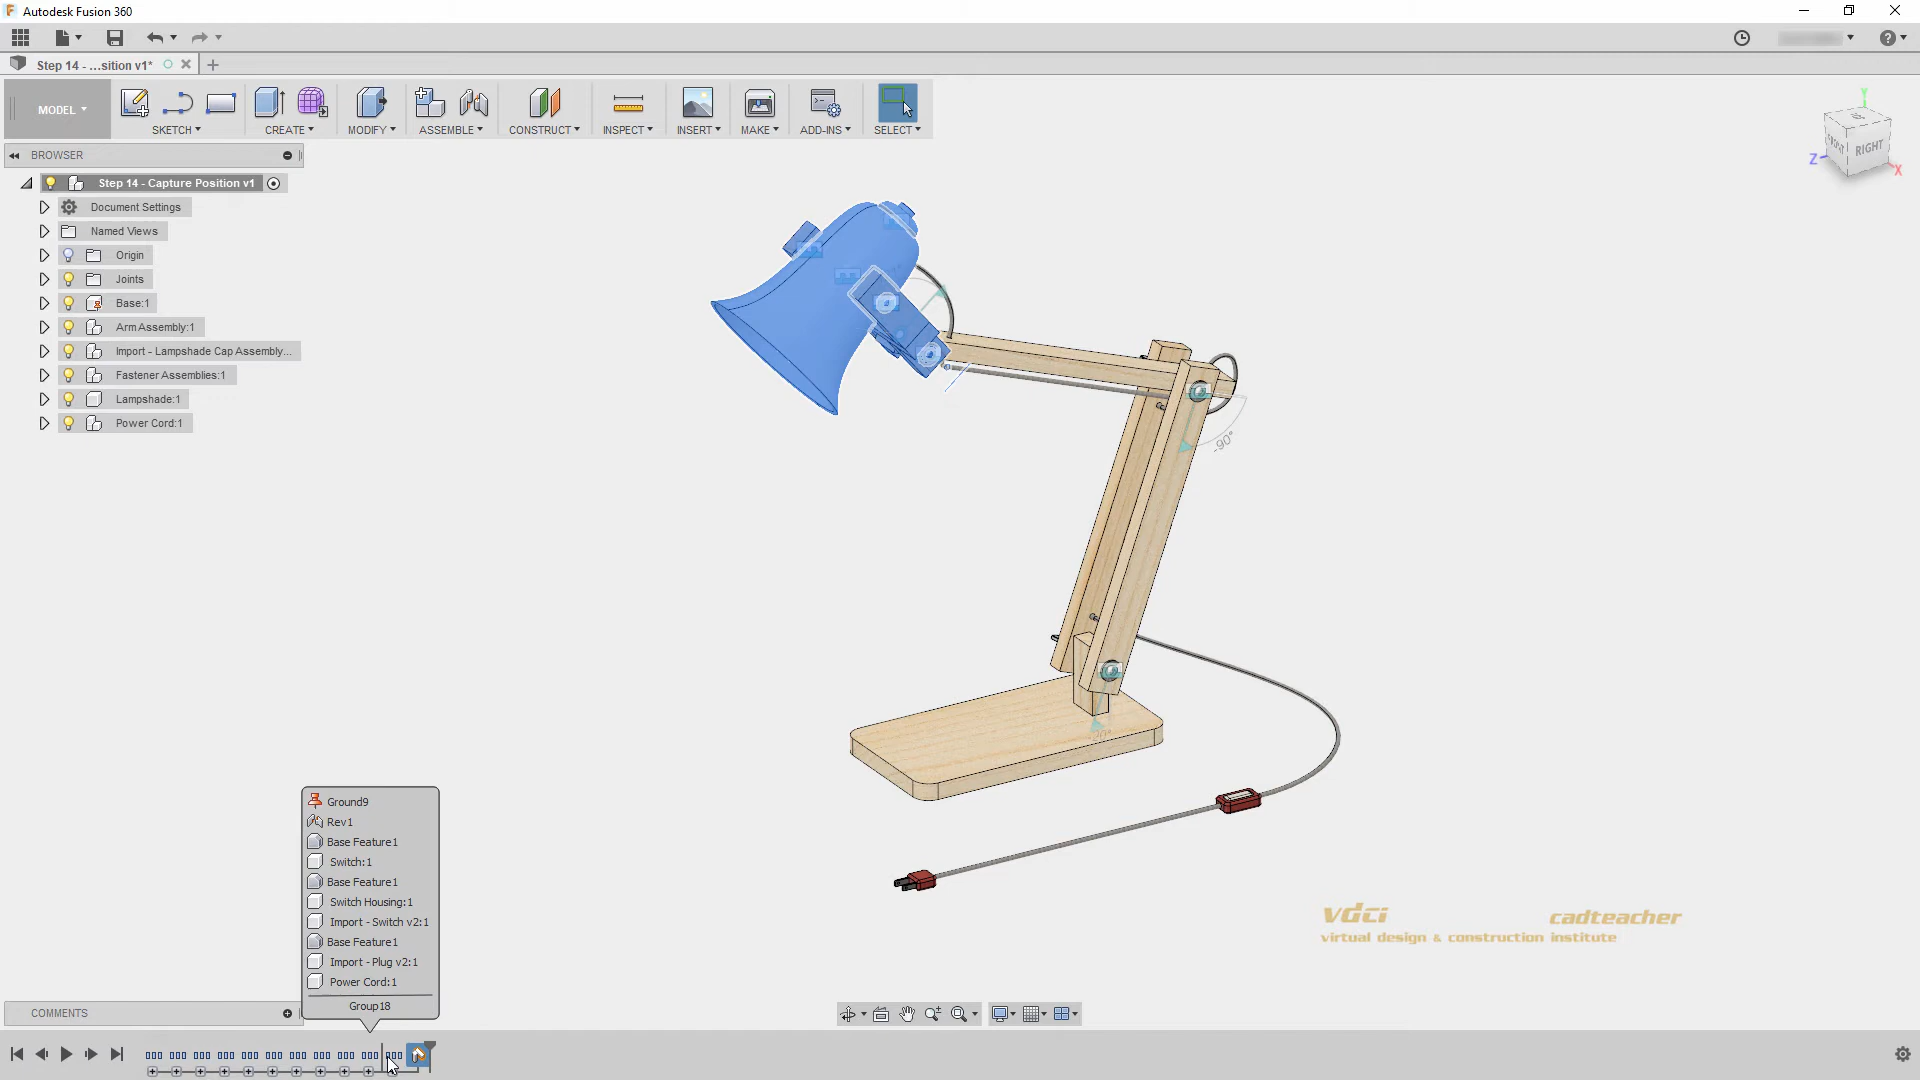 Autodesk Fusion 360
Step 14 - ...sition v1*
MODEL
SKETCH
CREATE
MODIFY
ASSEMBLE
CONSTRUCT
INSPECT
INSERT
MAKE
ADD-INS
SELECT
BROWSER
Step 14 - Capture Position v1
Document Settings
Named Views
Origin
Joints
Base:1
Arm Assembly:1
Import - Lampshade Cap Assembly...
Fastener Assemblies:1
Lampshade:1
Power Cord:1
Y
RIGHT
Z
X
-90°
Ground9
Rev1
Base Feature1
Switch:1
Base Feature1
Switch Housing:1
Import - Switch v2:1
Base Feature1
Import - Plug v2:1
Power Cord:1
Group18
vdci cadteacher
virtual design & construction institute
COMMENTS